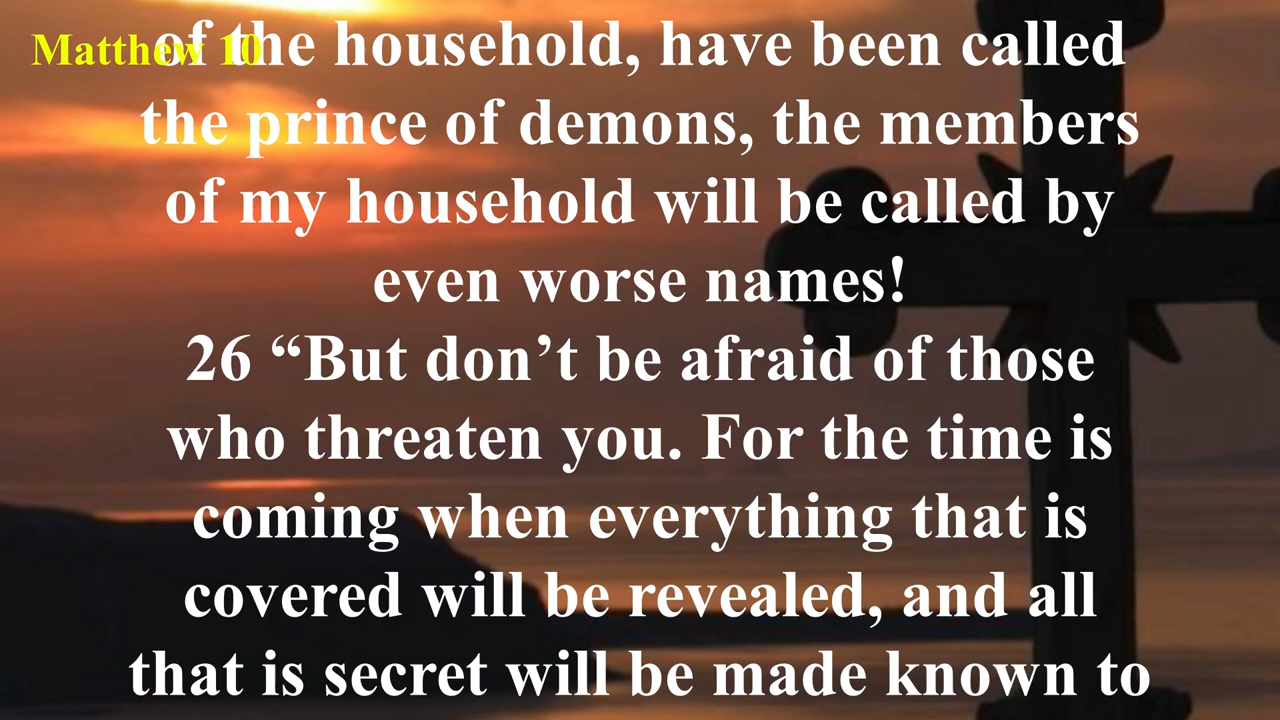 Matthew 10
of the household, have been called
the prince of demons, the members
of my household will be called by
even worse names!
26 “But don’t be afraid of those
who threaten you. For the time is
coming when everything that is
covered will be revealed, and all
that is secret will be made known to